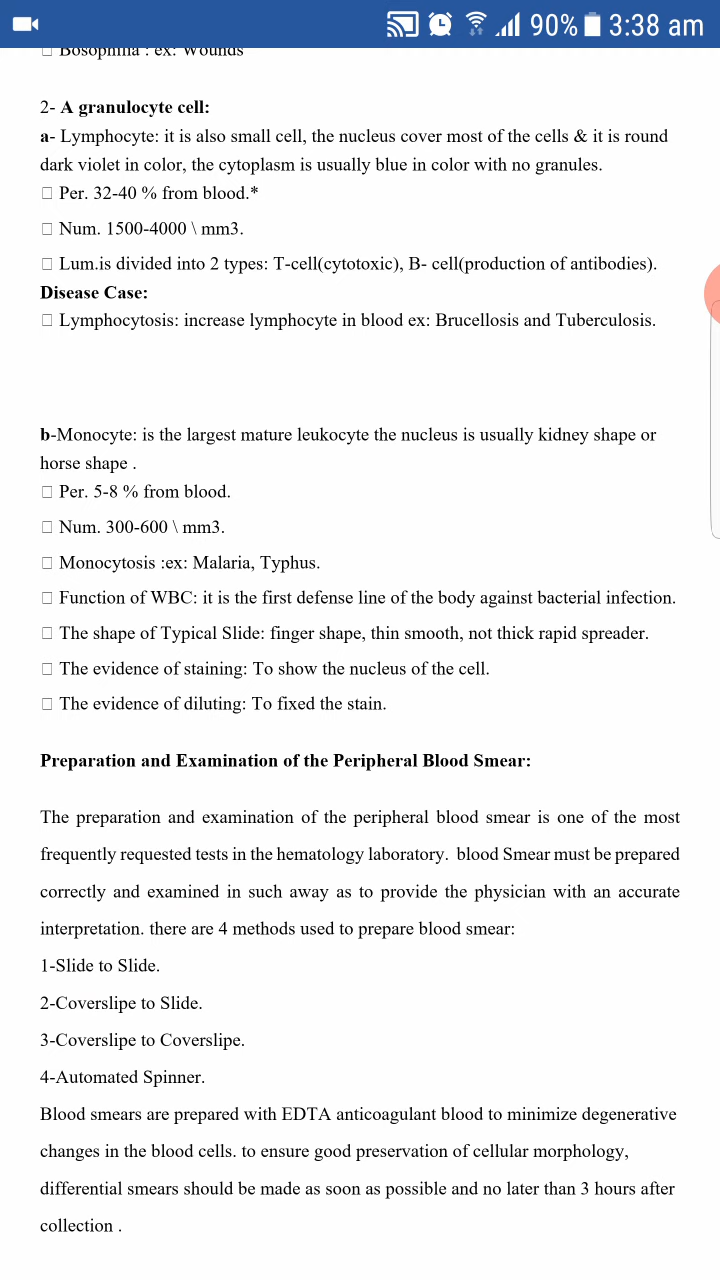 90% 3:38 am
□ Bosophilia : ex: Wounds
2- A granulocyte cell:
a- Lymphocyte: it is also small cell, the nucleus cover most of the cells & it is round
dark violet in color, the cytoplasm is usually blue in color with no granules.
□ Per. 32-40 % from blood.*
□ Num. 1500-4000 \ mm3.
□ Lum.is divided into 2 types: T-cell(cytotoxic), B- cell(production of antibodies).
Disease Case:
□ Lymphocytosis: increase lymphocyte in blood ex: Brucellosis and Tuberculosis.
b-Monocyte: is the largest mature leukocyte the nucleus is usually kidney shape or
horse shape .
□ Per. 5-8 % from blood.
□ Num. 300-600 \ mm3.
□ Monocytosis :ex: Malaria, Typhus.
□ Function of WBC: it is the first defense line of the body against bacterial infection.
□ The shape of Typical Slide: finger shape, thin smooth, not thick rapid spreader.
□ The evidence of staining: To show the nucleus of the cell.
□ The evidence of diluting: To fixed the stain.
Preparation and Examination of the Peripheral Blood Smear:
The preparation and examination of the peripheral blood smear is one of the most
frequently requested tests in the hematology laboratory. blood Smear must be prepared
correctly and examined in such away as to provide the physician with an accurate
interpretation. there are 4 methods used to prepare blood smear:
1-Slide to Slide.
2-Coverslipe to Slide.
3-Coverslipe to Coverslipe.
4-Automated Spinner.
Blood smears are prepared with EDTA anticoagulant blood to minimize degenerative
changes in the blood cells. to ensure good preservation of cellular morphology,
differential smears should be made as soon as possible and no later than 3 hours after
collection .